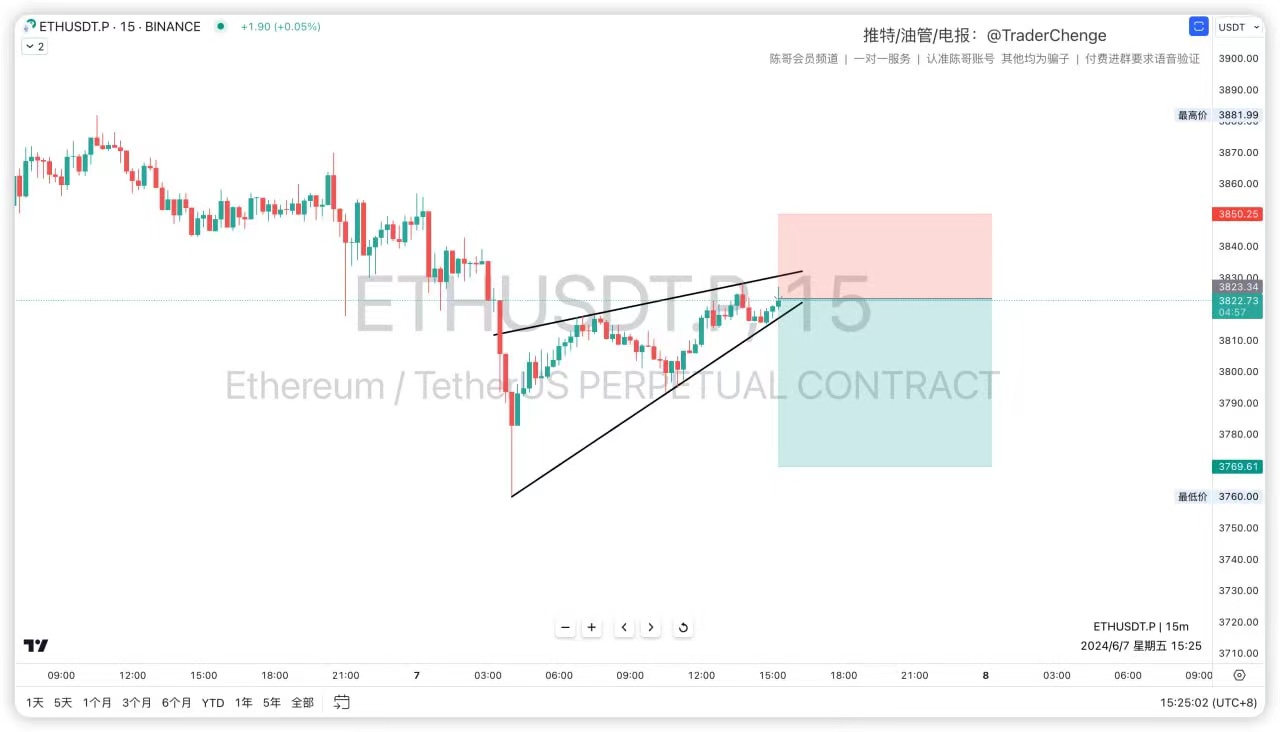 ETHUSDT.P · 15 · BINANCE
+1.90 (+0.05%)
2
推特/油管/电报：@TraderChenge
陈哥会员频道 | 一对一服务 | 认准陈哥账号 其他均为骗子 | 付费进群要求语音验证
USDT
3900.00
3890.00
最高价 3881.99
3870.00
3860.00
3850.25
3840.00
3830.00
3823.34
3822.73
04:57
3810.00
3800.00
3790.00
3780.00
3769.61
最低价 3760.00
3750.00
3740.00
3730.00
3720.00
3710.00
ETHUSDT.P, 15
Ethereum / TetherUS PERPETUAL CONTRACT
ETHUSDT.P | 15m
2024/6/7 星期五 15:25
09:00 12:00 15:00 18:00 21:00 7 03:00 06:00 09:00 12:00 15:00 18:00 21:00 8 03:00 06:00 09:00
1天 5天 1个月 3个月 6个月 YTD 1年 5年 全部
15:25:02 (UTC+8)